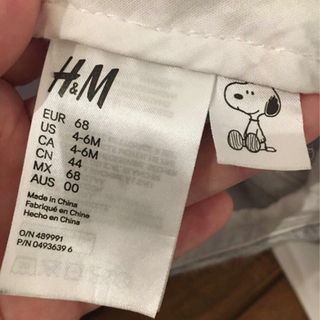 H&M
EUR 68
US 4-6M
CA 4-6M
CN 44
MX 68
AUS 00
Made in China
Fabriqué en Chine
Hecho en China
O/N 489991
P/N 0493639 6